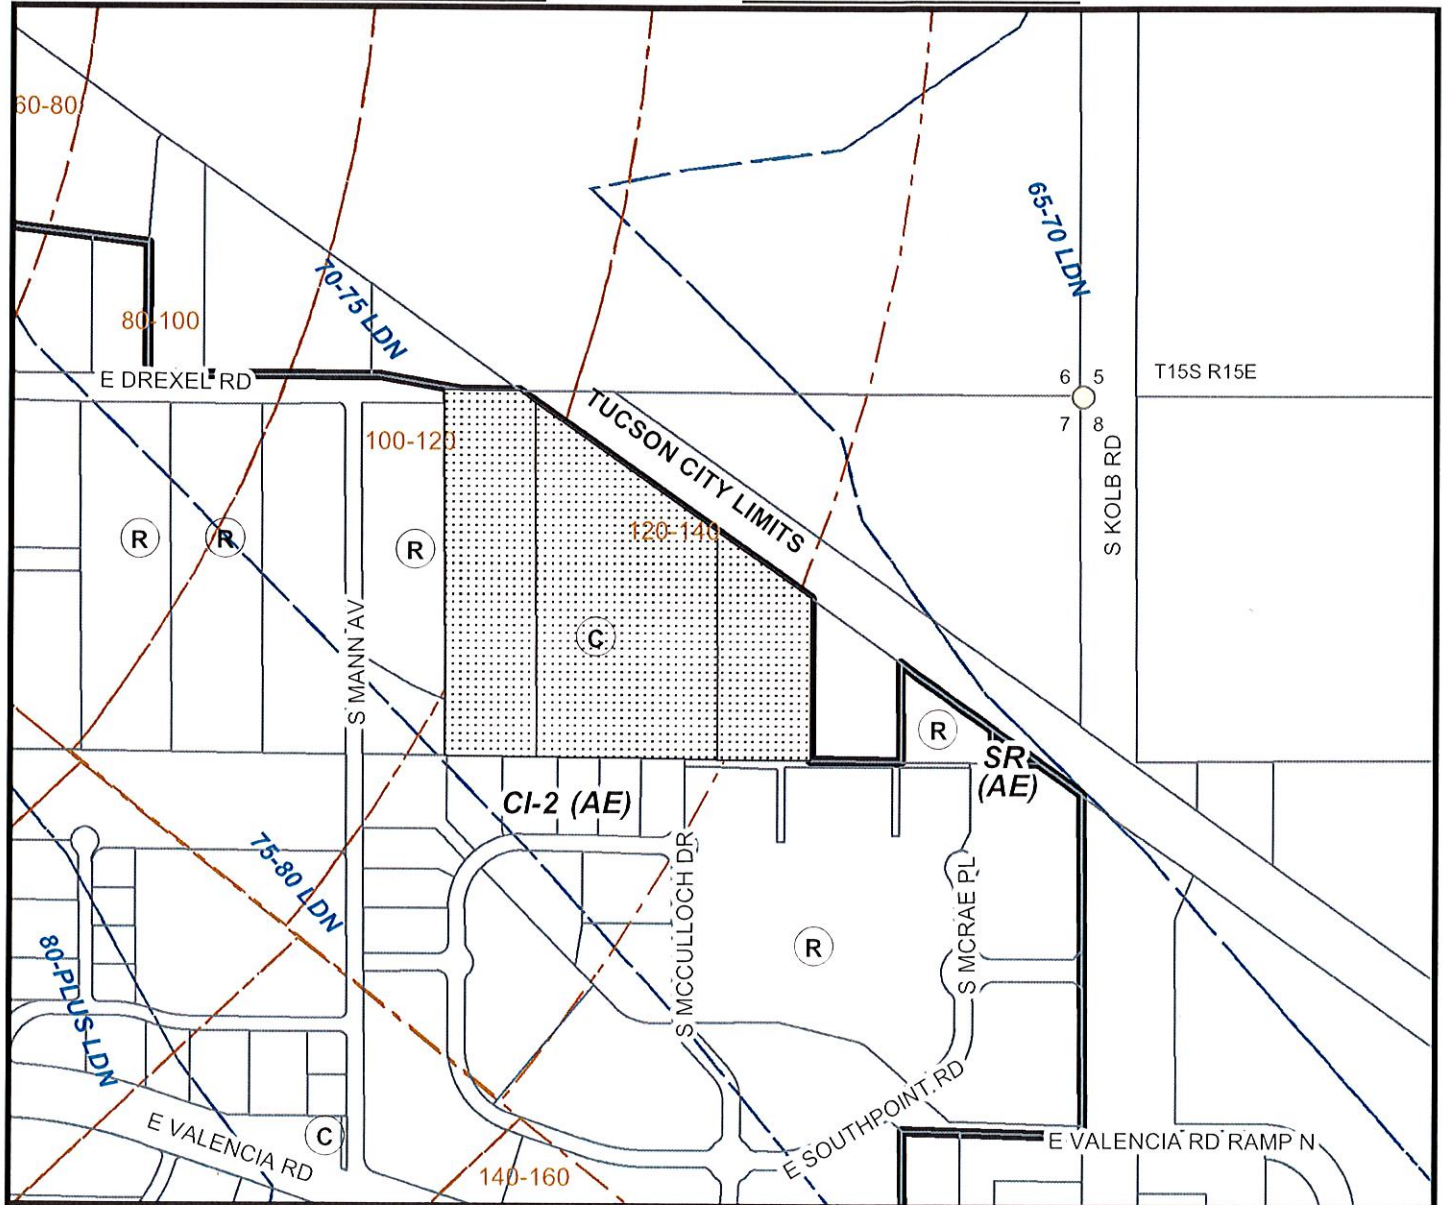 60-80
65-70 LDN
70-75 LDN
80-100
E DREXEL RD
6 5
T15S R15E
7 8
TUCSON CITY LIMITS
100-120
S KOLB RD
120-140
R
R
R
C
S MANN AV
R
SR
(AE)
CI-2 (AE)
75-80 LDN
S MCCULLOCH DR
S MCRAE PL
R
80-PLUS LDN
E SOUTHPOINT RD
E VALENCIA RD
C
E VALENCIA RD RAMP N
140-160